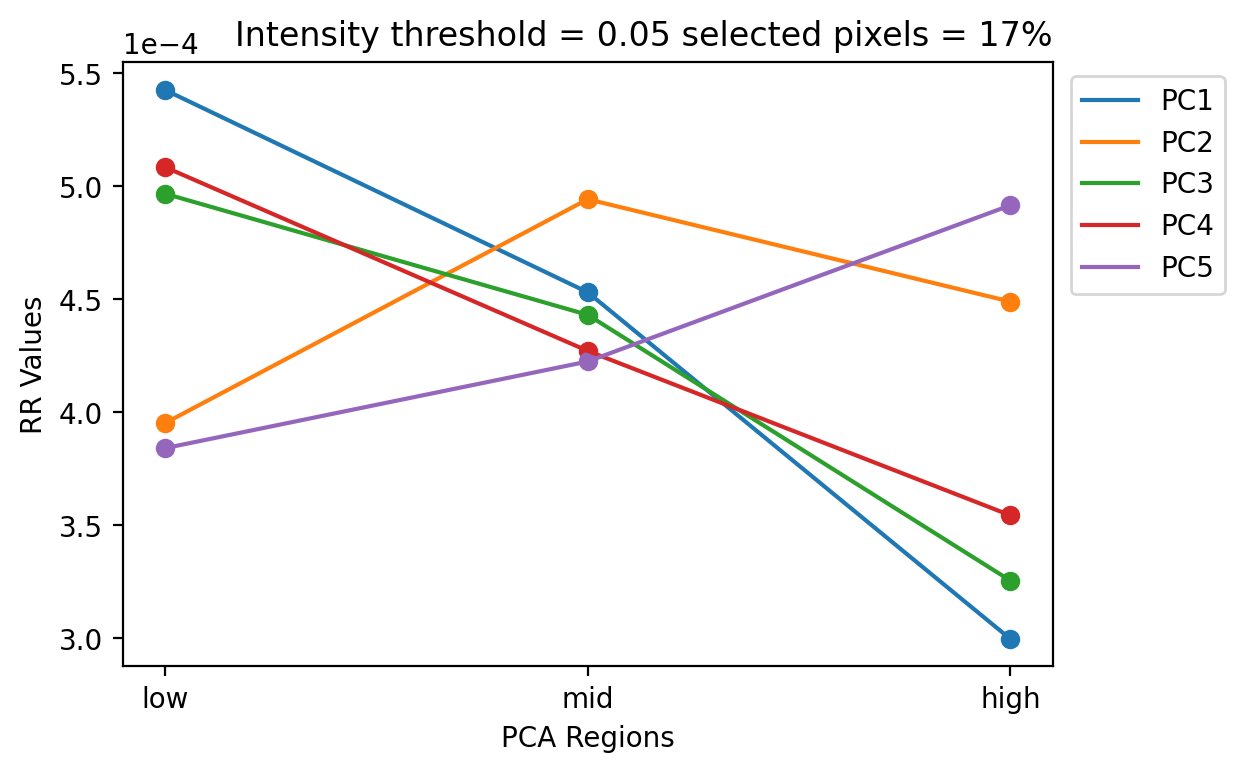 Intensity threshold = 0.05 selected pixels = 17%
1e−4
5.5
5.0
4.5
4.0
3.5
3.0
RR Values
low
mid
high
PCA Regions
PC1
PC2
PC3
PC4
PC5